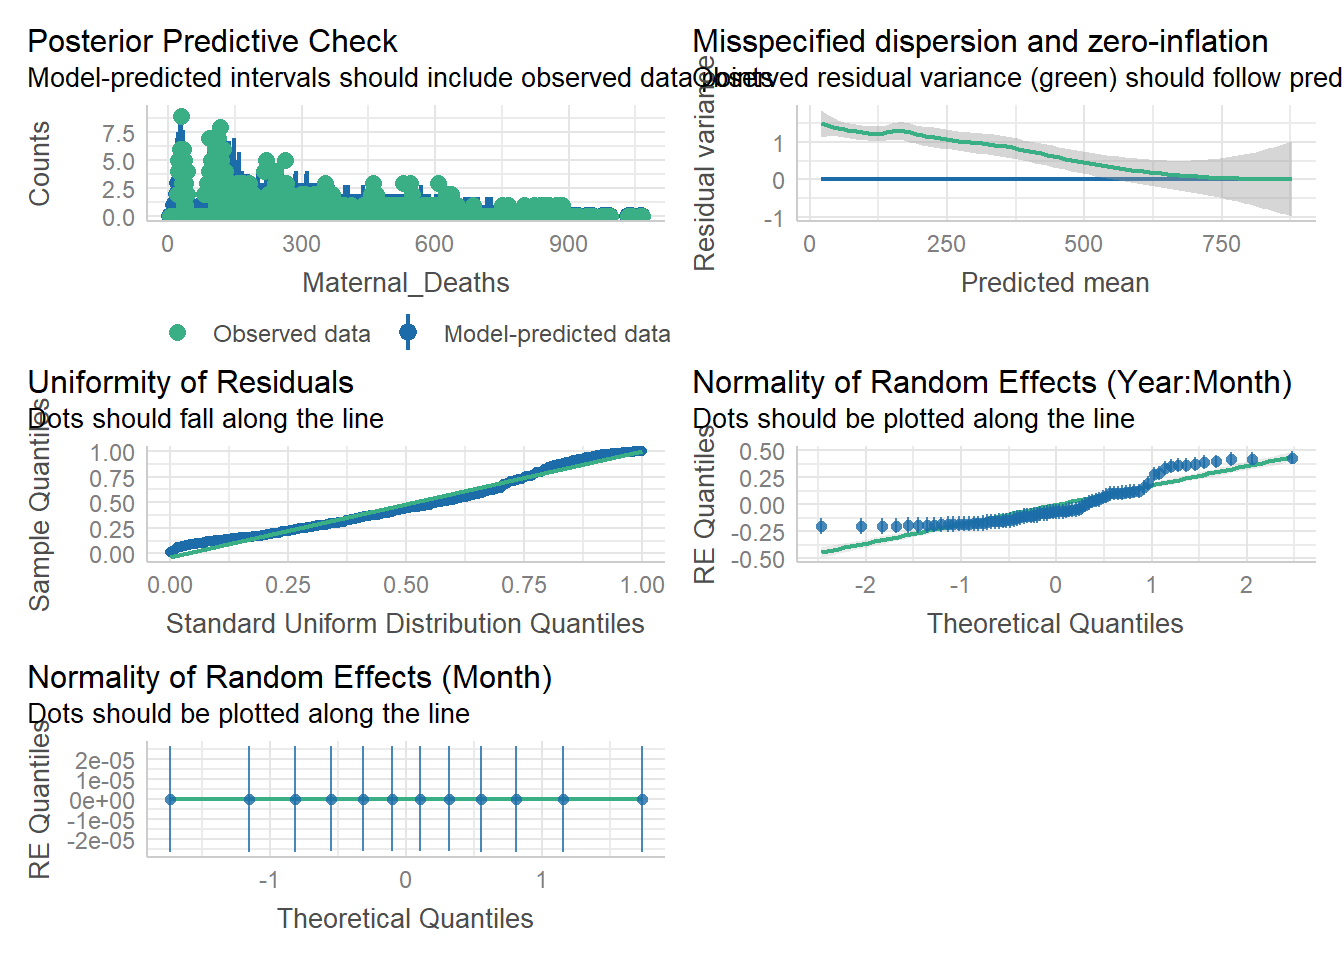 Posterior Predictive Check
Model-predicted intervals should include observed data points
Counts
7.5
5.0
2.5
0.0
0 300 600 900
Maternal_Deaths
Observed data
Model-predicted data
Misspecified dispersion and zero-inflation
Observed residual variance (green) should follow pred
Residual variance
1
0
-1
0 250 500 750
Predicted mean
Uniformity of Residuals
Dots should fall along the line
Sample Quantiles
1.00
0.75
0.50
0.25
0.00
0.00 0.25 0.50 0.75 1.00
Standard Uniform Distribution Quantiles
Normality of Random Effects (Year:Month)
Dots should be plotted along the line
RE Quantiles
0.50
0.25
0.00
-0.25
-0.50
-2 -1 0 1 2
Theoretical Quantiles
Normality of Random Effects (Month)
Dots should be plotted along the line
RE Quantiles
2e-05
1e-05
0e+00
-1e-05
-2e-05
-1 0 1
Theoretical Quantiles